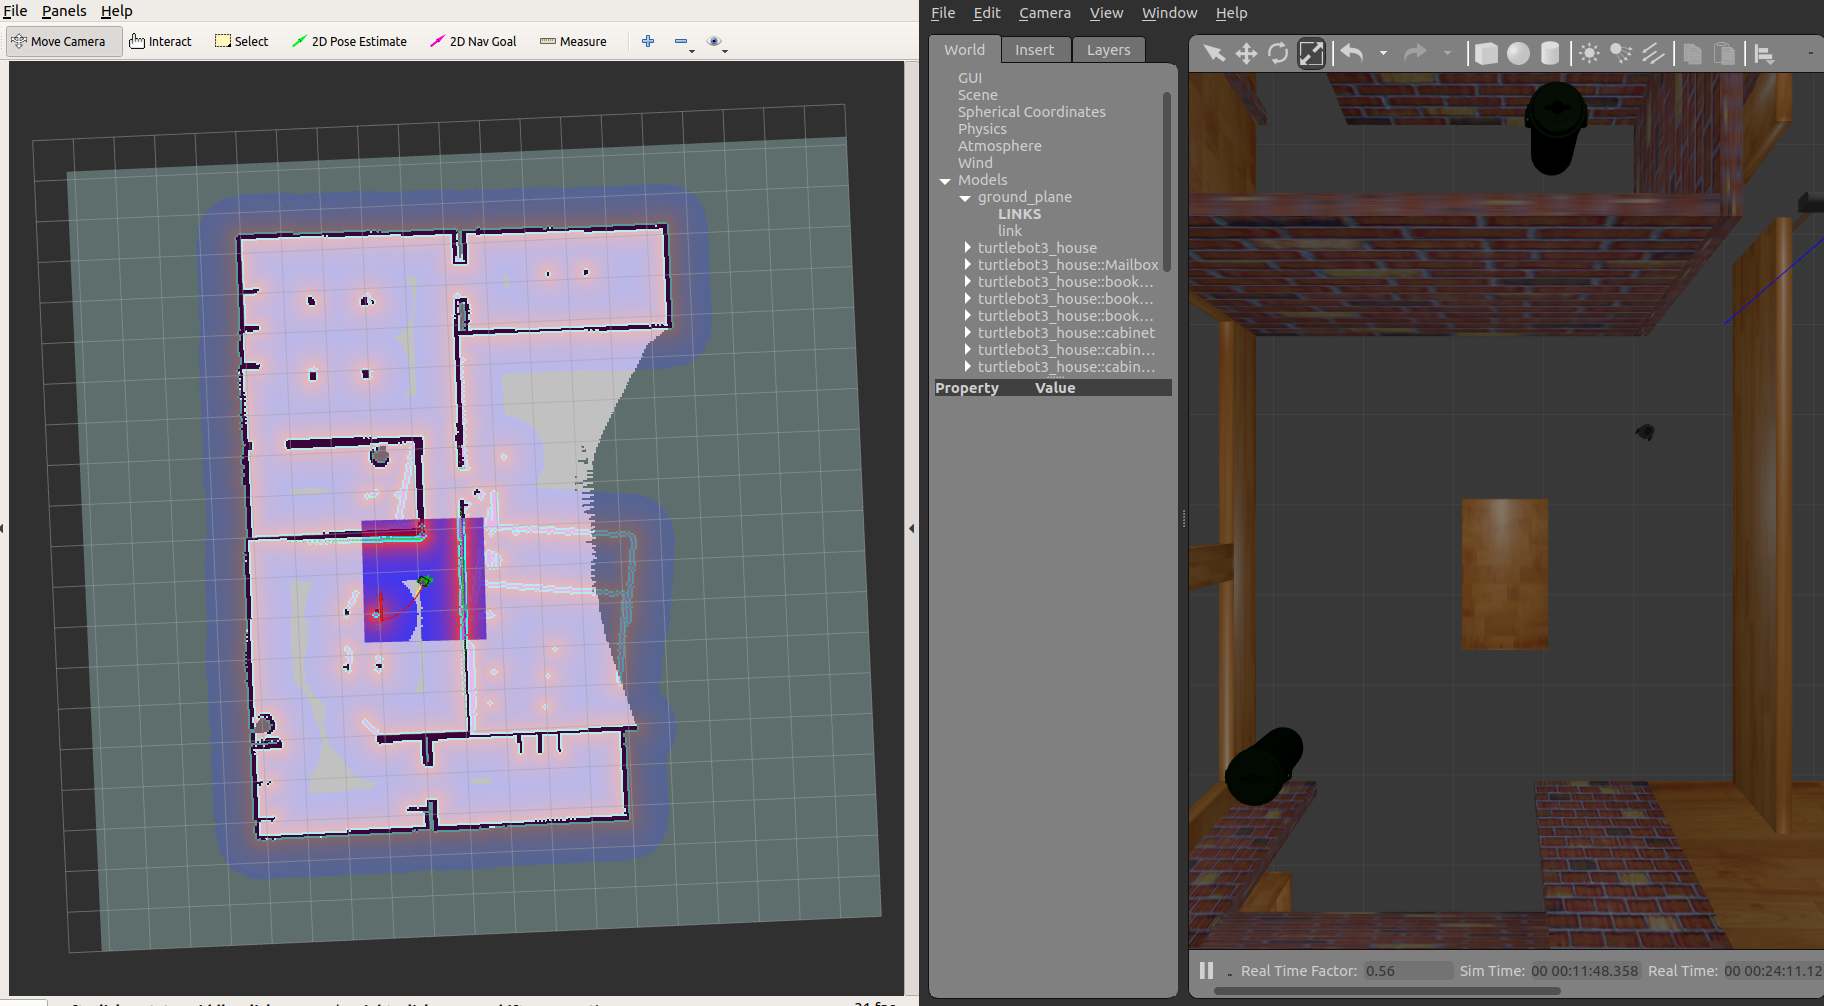 File Panels Help
Move Camera Interact Select 2D Pose Estimate 2D Nav Goal Measure
File Edit Camera View Window Help
World Insert Layers
GUI
Scene
Spherical Coordinates
Physics
Atmosphere
Wind
Models
ground_plane
LINKS
link
turtlebot3_house
turtlebot3_house::Mailbox
turtlebot3_house::book...
turtlebot3_house::book...
turtlebot3_house::book...
turtlebot3_house::cabinet
turtlebot3_house::cabin...
turtlebot3_house::cabin...
Property Value
Real Time Factor: 0.56 Sim Time: 00 00:11:48.358 Real Time: 00 00:24:11.12